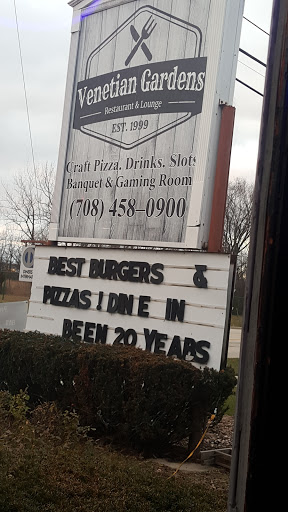 Venetian Gardens
Restaurant & Lounge
EST. 1999
Craft Pizza. Drinks. Slots
Banquet & Gaming Room
(708) 458-0900
BEST BURGERS &
PIZZAS ! DINE IN
BEEN 20 YEARS